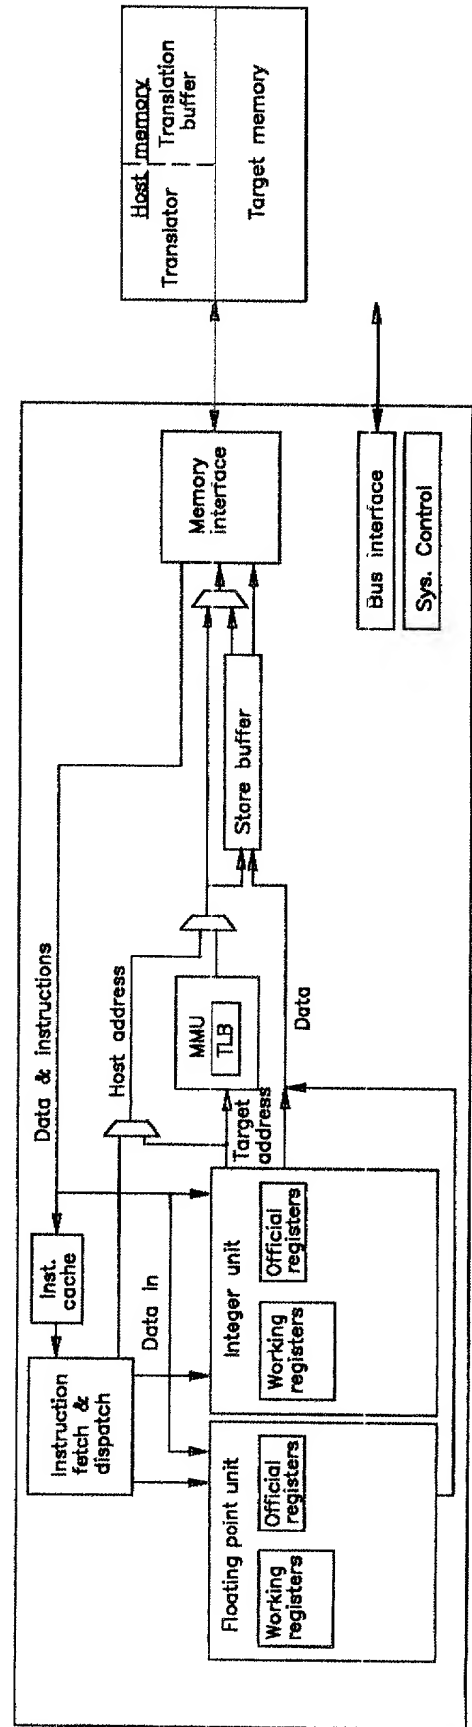 Data & instructions
Inst.
cache
Instruction
fetch &
dispatch
Data In
Host address
Floating point unit
Working
registers
Official
registers
Integer unit
Working
registers
Official
registers
Target
address
MMU
TLB
Data
Store buffer
Memory
interface
Bus interface
Sys. Control
Host memory
Translator
Translation
buffer
Target memory